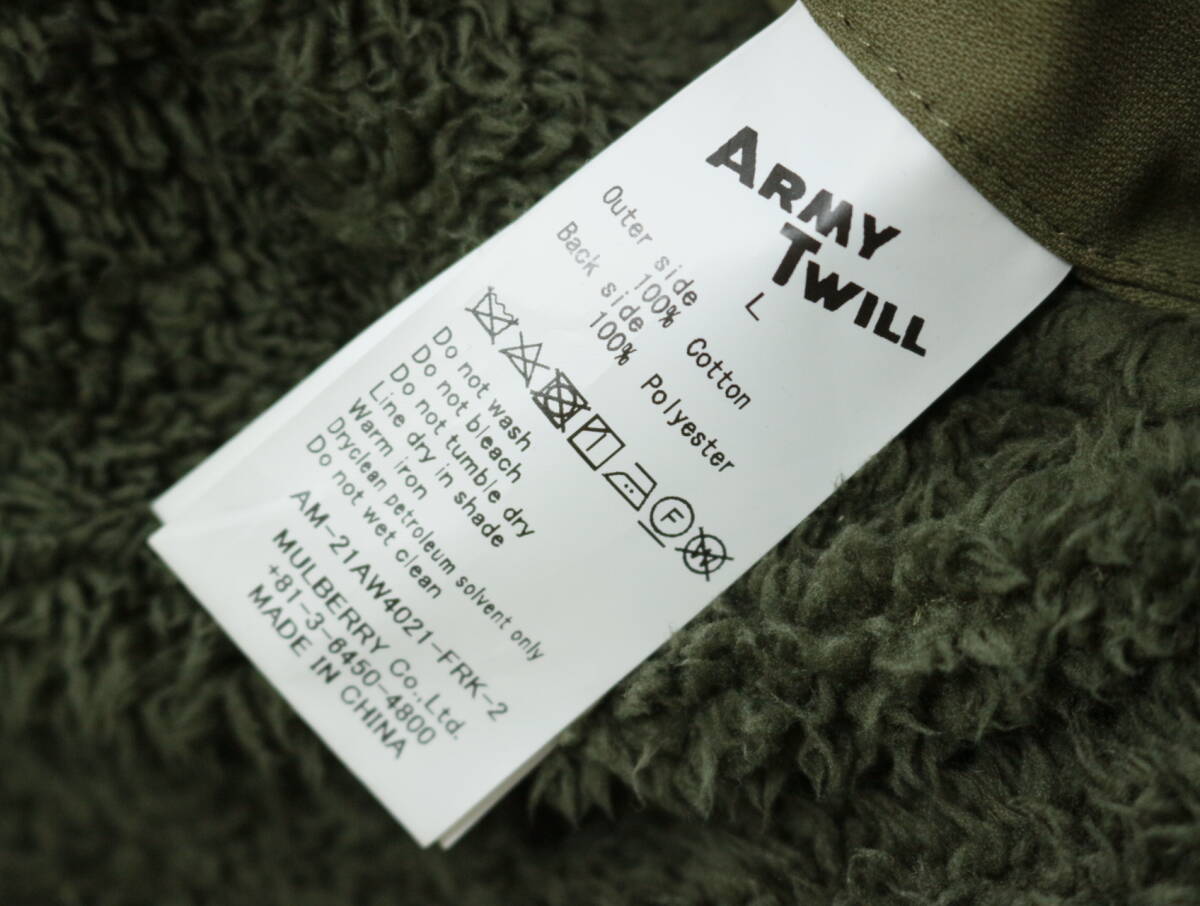 ARMY
TWILL
L
Outer side
100% Cotton
Back side
100% Polyester
F
W
Do not wash
Do not bleach
Do not tumble dry
Line dry in shade
Warm iron
Dryclean petroleum solvent only
Do not wet clean
AM-21AW4021-FRK-2
MULBERRY Co.,Ltd.
+81-3-6450-4800
MADE IN CHINA